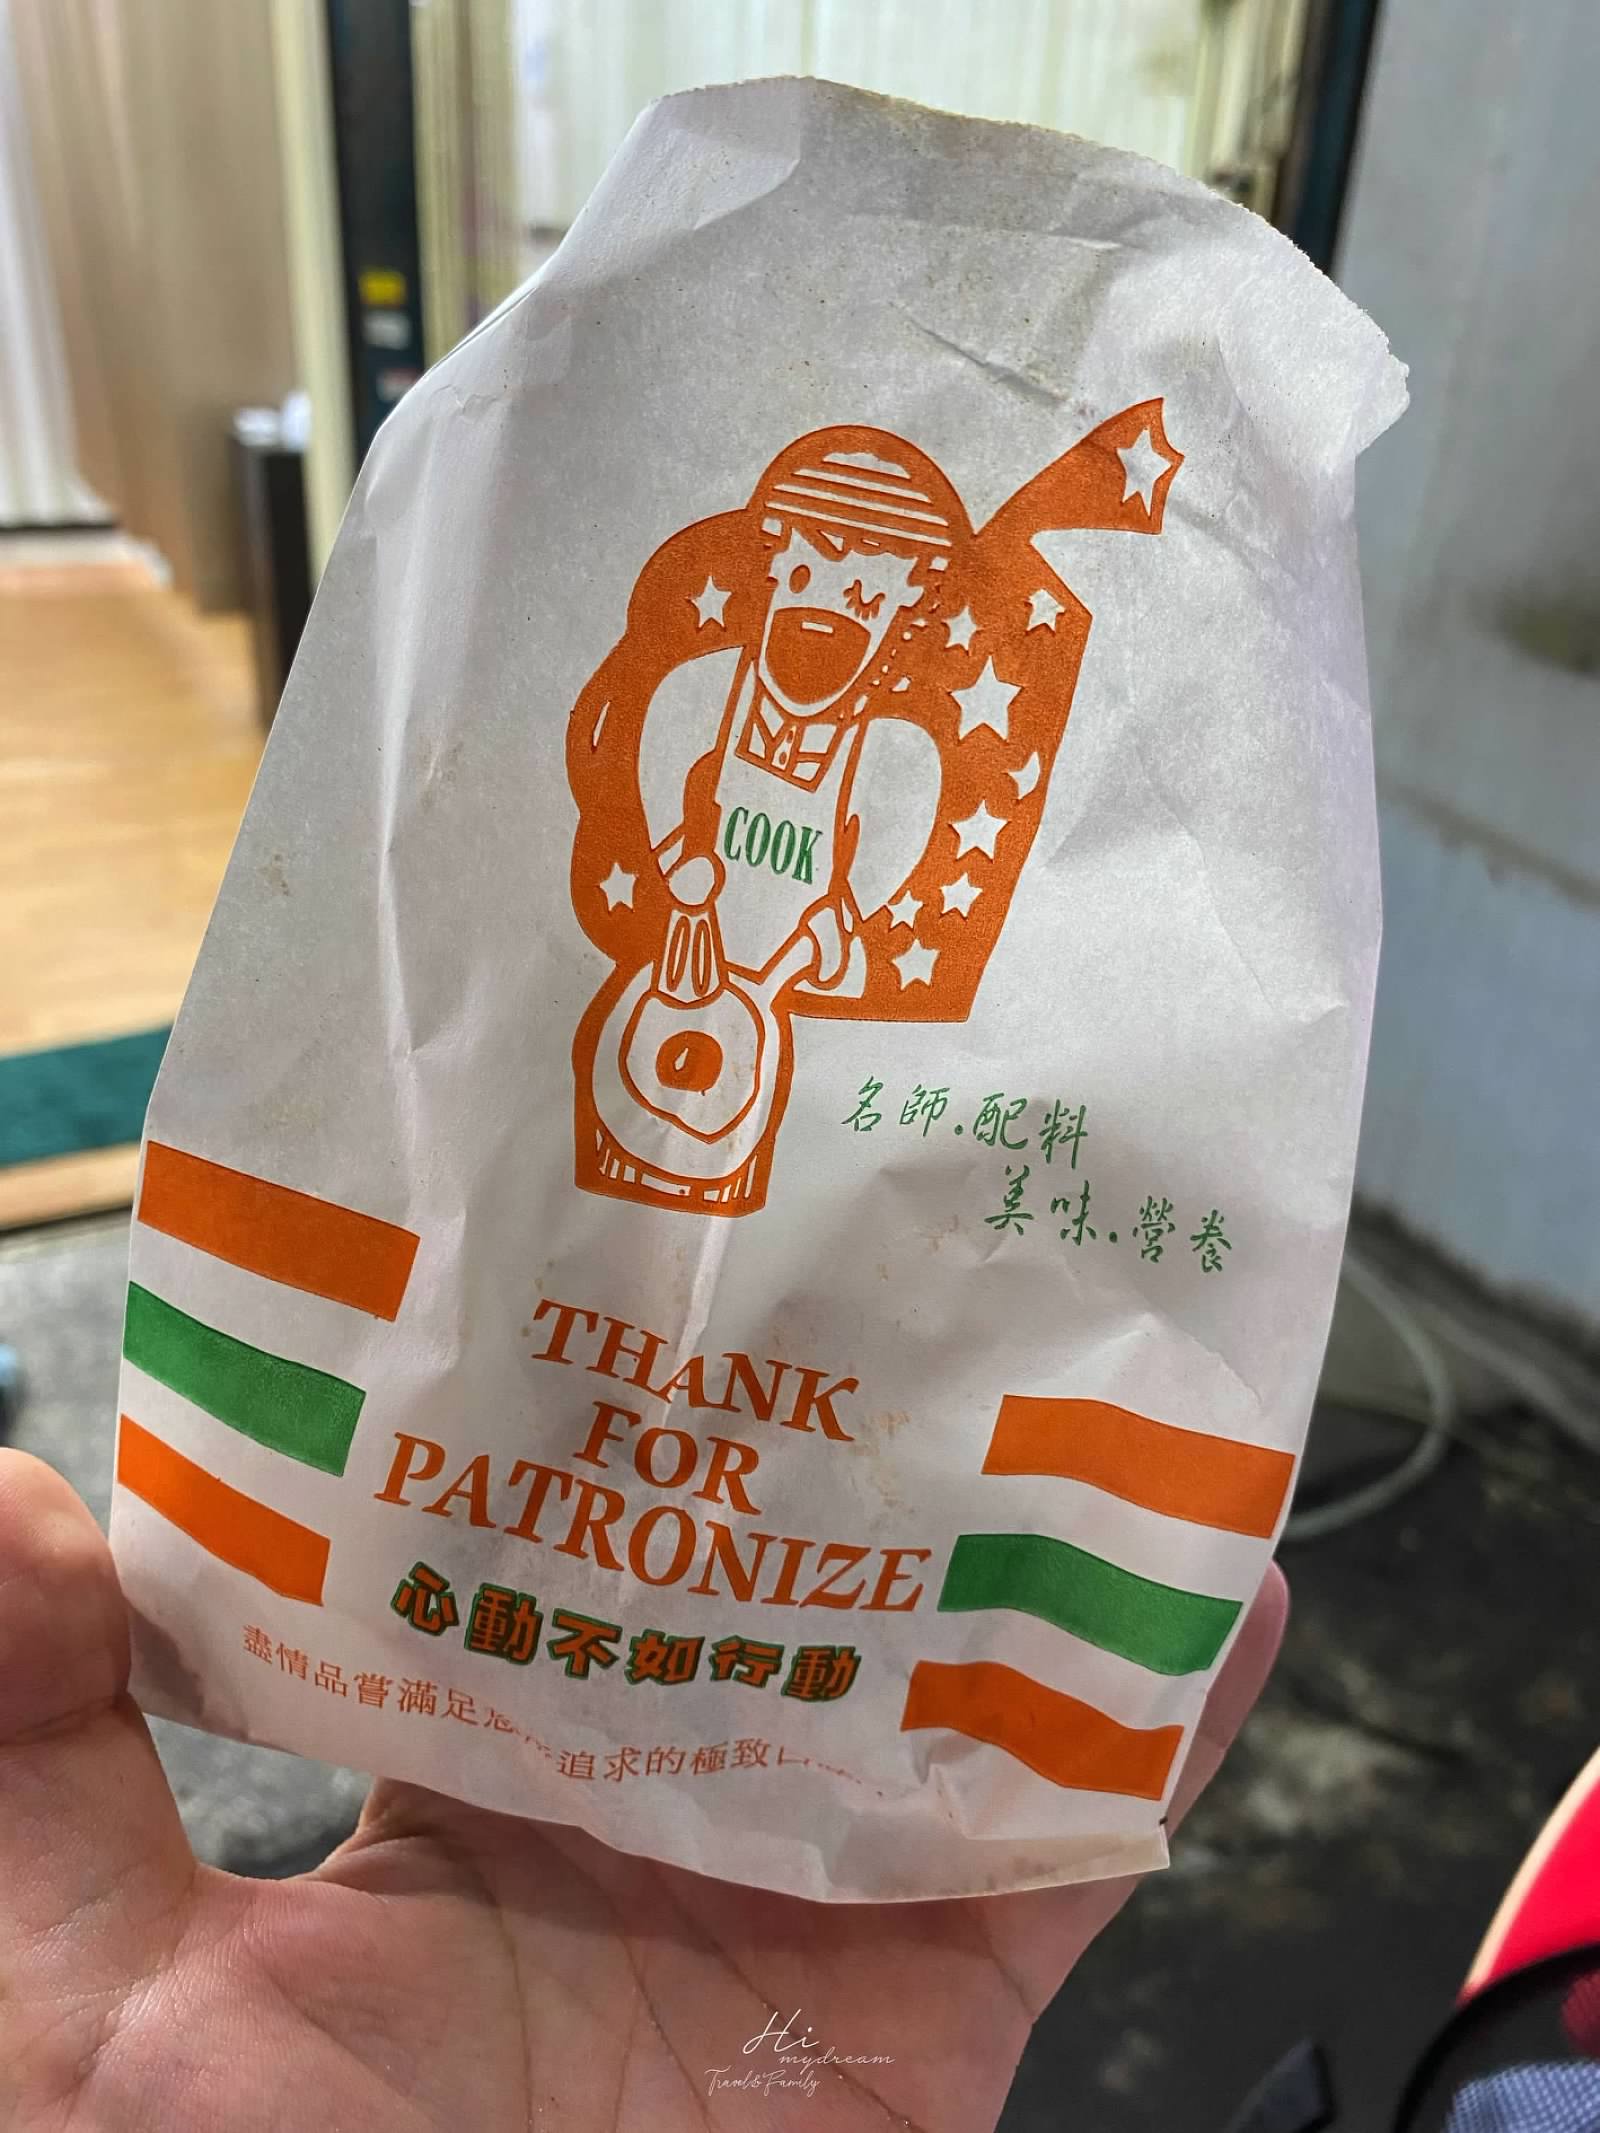 COOK
名師.配料
美味.營養
THANK
FOR
PATRONIZE
心動不如行動
盡情品嘗滿足
追求的極致
Hi
mydream
Travel&Family